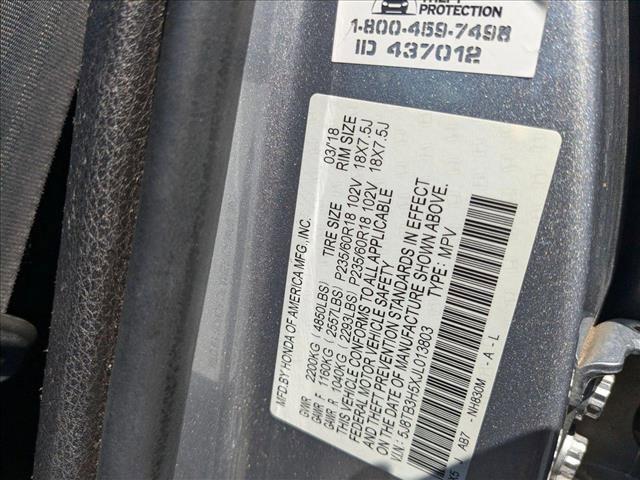 THEFT
PROTECTION
1-800-459-7498
ID 437012
MFD.BY HONDA OF AMERICA MFG., INC. 03/18
TIRE SIZE RIM SIZE
GVWR 2200KG (4850LBS)
GAWR F 1160KG (2557LBS) P235/60R18 102V 18X7.5J
GAWR R 1040KG (2293LBS) P235/60R18 102V 18X7.5J
THIS VEHICLE CONFORMS TO ALL APPLICABLE
FEDERAL MOTOR VEHICLE SAFETY
AND THEFT PREVENTION STANDARDS IN EFFECT
ON THE DATE OF MANUFACTURE SHOWN ABOVE.
V.I.N.: 5J8TB3H5XJL013803 TYPE: MPV
-J AB7 - NH830M -A -L